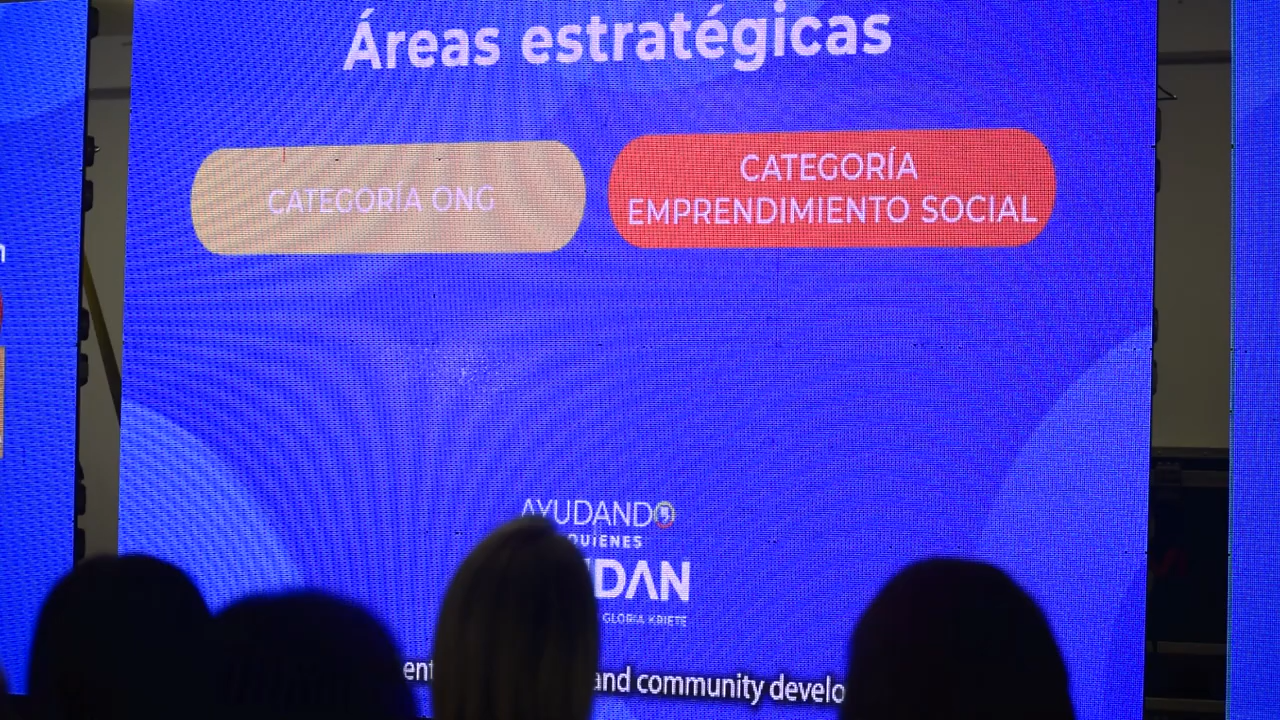 Áreas estratégicas
CATEGORÍA ONG
CATEGORÍA
EMPRENDIMIENTO SOCIAL
AYUDANDO
QUIENES
DAN
GLORIA KRIETE
and community develo